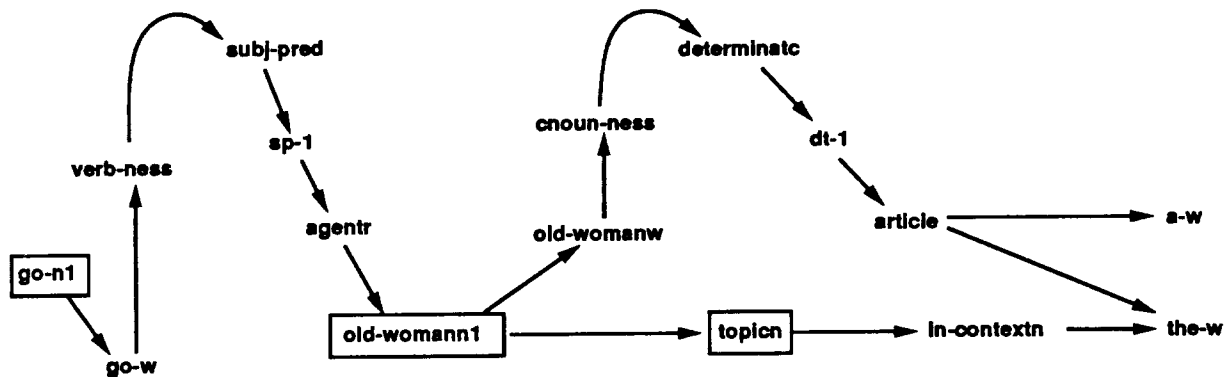 subj-pred
determinatc
cnoun-ness
sp-1
dt-1
verb-ness
agentr
old-womanw
article
a-w
go-n1
old-womann1
topicn
in-contextn
the-w
go-w